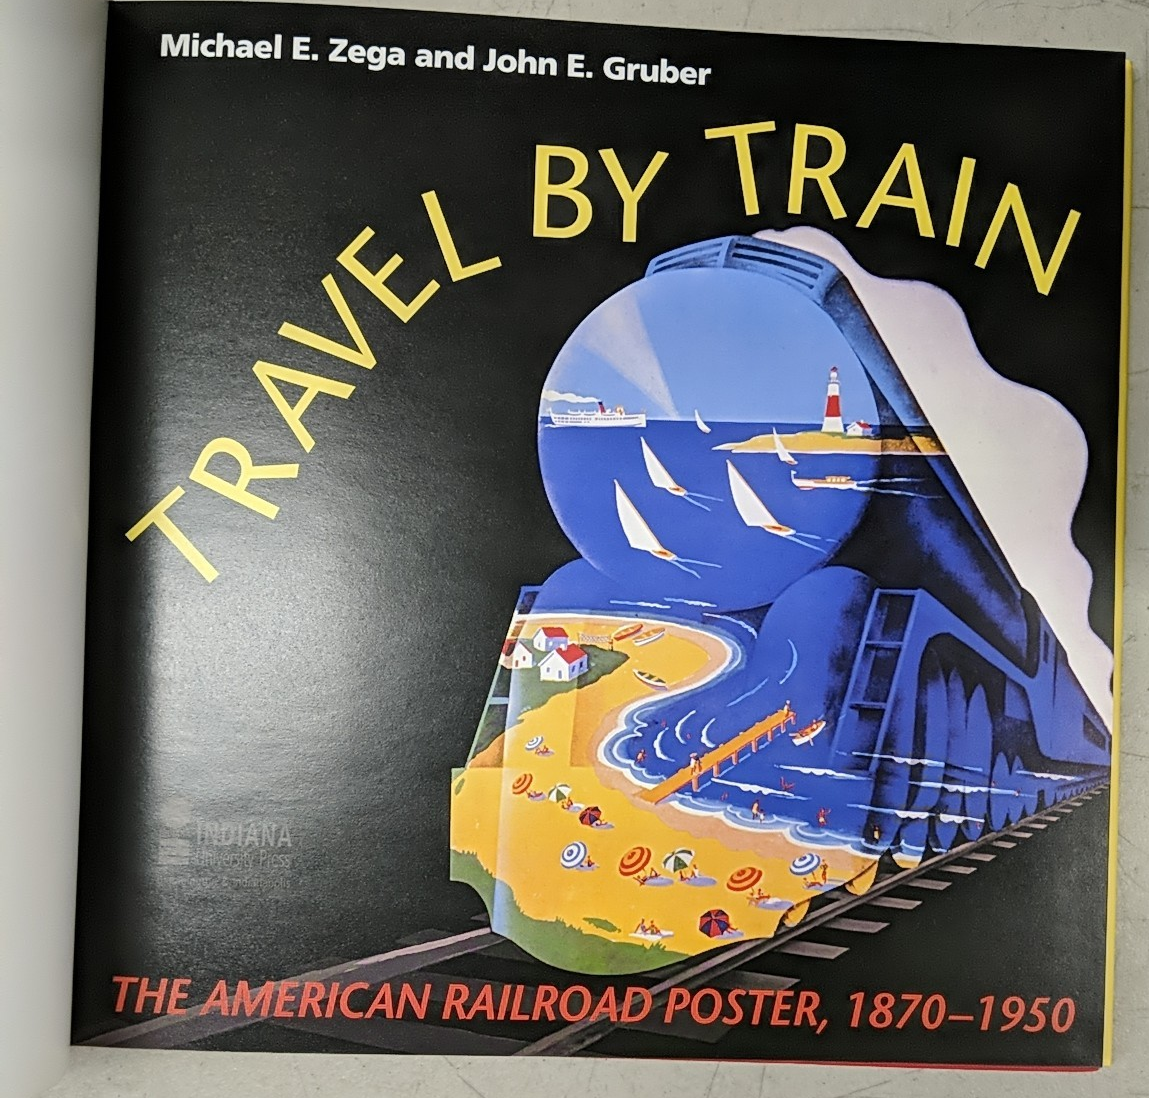 Michael E. Zega and John E. Gruber
TRAVEL BY TRAIN
INDIANA
University Press
THE AMERICAN RAILROAD POSTER, 1870–1950